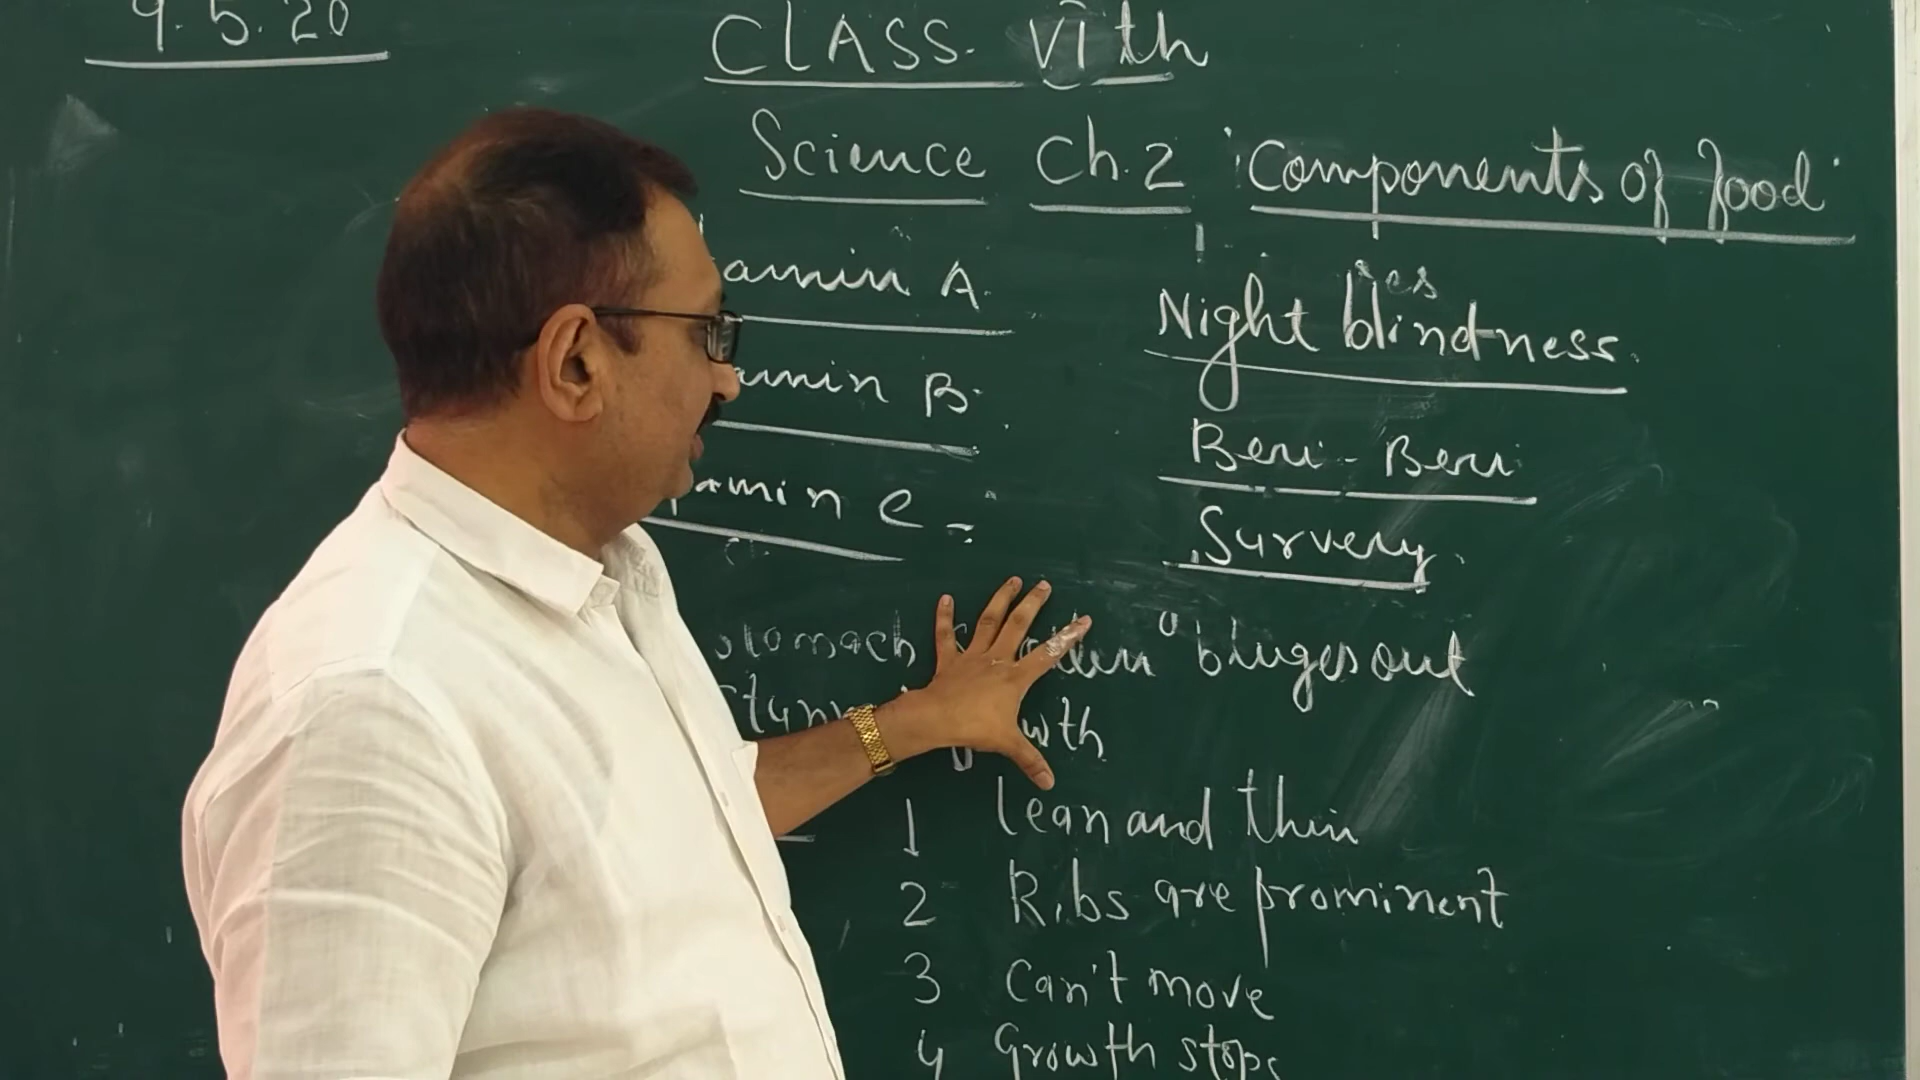 9.5.20
CLASS. VIth
Science Ch.2 "Components of food"
amin A.
Night blindness.
amin B.
Beri-Beri
amin C
Survery.
stomach bluges out
wth
1 lean and thin
2 Ribs are prominent
3 Can't move
4 Growth stops